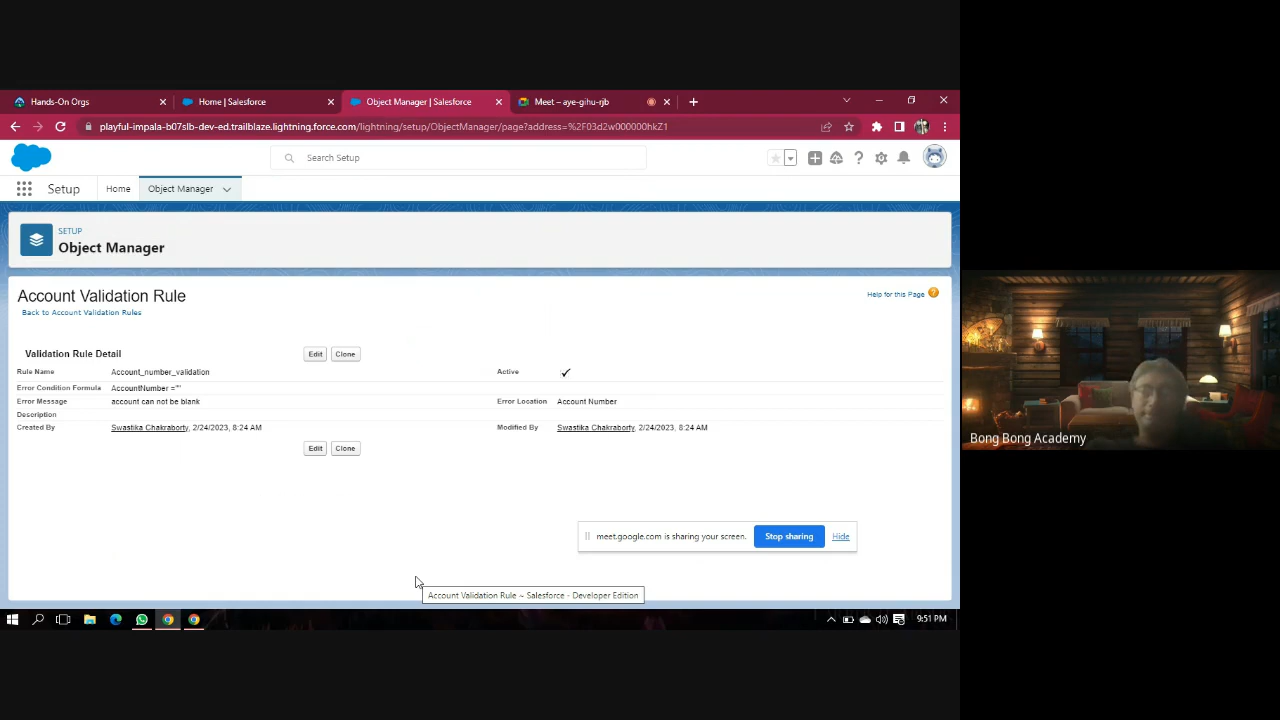 Hands-On Orgs
Home | Salesforce
Object Manager | Salesforce
Meet – aye-gihu-rjb
playful-impala-b07slb-dev-ed.trailblaze.lightning.force.com/lightning/setup/ObjectManager/page?address=%2F03d2w000000hkZ1
Search Setup
Setup
Home
Object Manager
SETUP
Object Manager
Account Validation Rule
Help for this Page
Back to Account Validation Rules
Validation Rule Detail
Edit
Clone
Rule Name
Account_number_validation
Active
Error Condition Formula
AccountNumber =""
Error Message
account can not be blank
Error Location
Account Number
Description
Created By
Swastika Chakraborty, 2/24/2023, 8:24 AM
Modified By
Swastika Chakraborty, 2/24/2023, 8:24 AM
Edit
Clone
Bong Bong Academy
meet.google.com is sharing your screen.
Stop sharing
Hide
Account Validation Rule ~ Salesforce - Developer Edition
9:51 PM